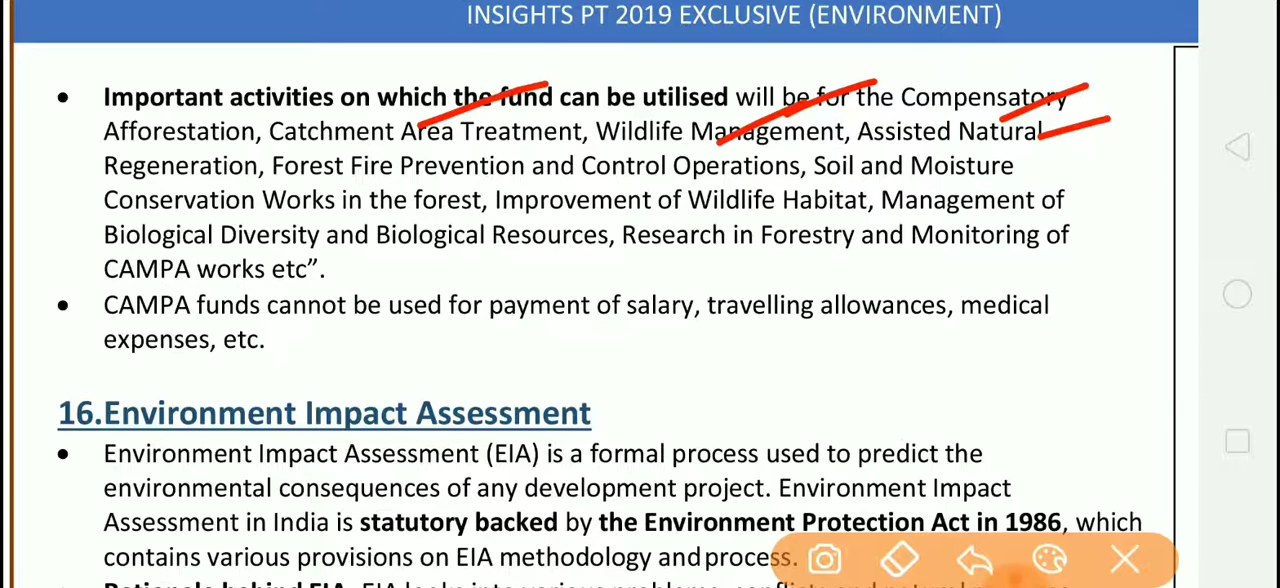 INSIGHTS PT 2019 EXCLUSIVE (ENVIRONMENT)
• Important activities on which the fund can be utilised will be for the Compensatory
Afforestation, Catchment Area Treatment, Wildlife Management, Assisted Natural
Regeneration, Forest Fire Prevention and Control Operations, Soil and Moisture
Conservation Works in the forest, Improvement of Wildlife Habitat, Management of
Biological Diversity and Biological Resources, Research in Forestry and Monitoring of
CAMPA works etc”.
• CAMPA funds cannot be used for payment of salary, travelling allowances, medical
expenses, etc.
16.Environment Impact Assessment
• Environment Impact Assessment (EIA) is a formal process used to predict the
environmental consequences of any development project. Environment Impact
Assessment in India is statutory backed by the Environment Protection Act in 1986, which
contains various provisions on EIA methodology and process.